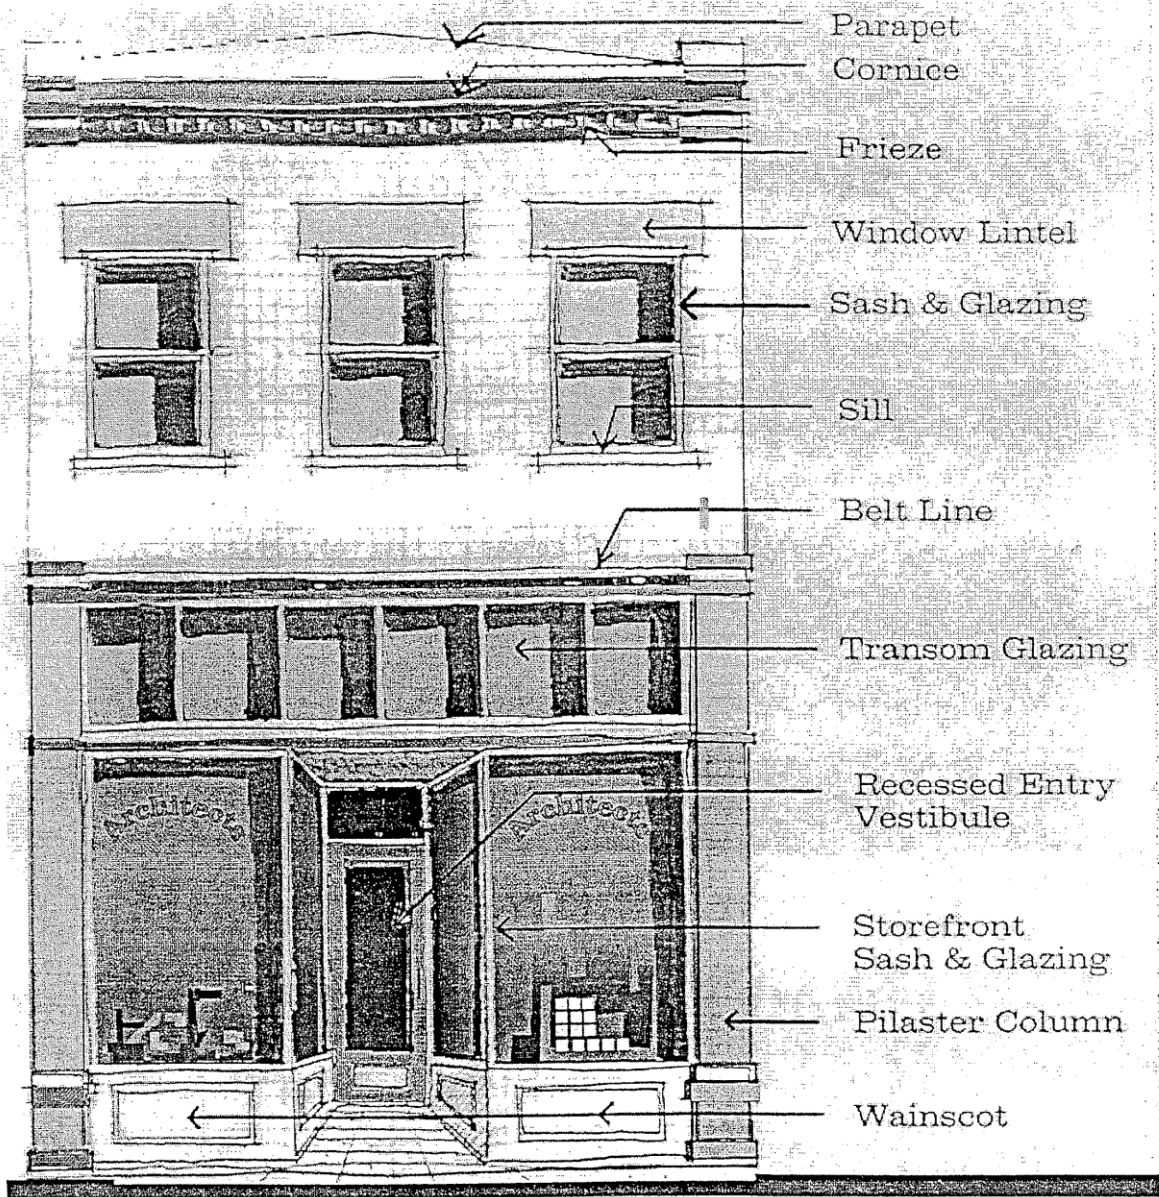 Parapet
Cornice
Frieze
Window Lintel
Sash & Glazing
Sill
Belt Line
Transom Glazing
Recessed Entry
Vestibule
Architects
Architects
Storefront
Sash & Glazing
Pilaster Column
Wainscot